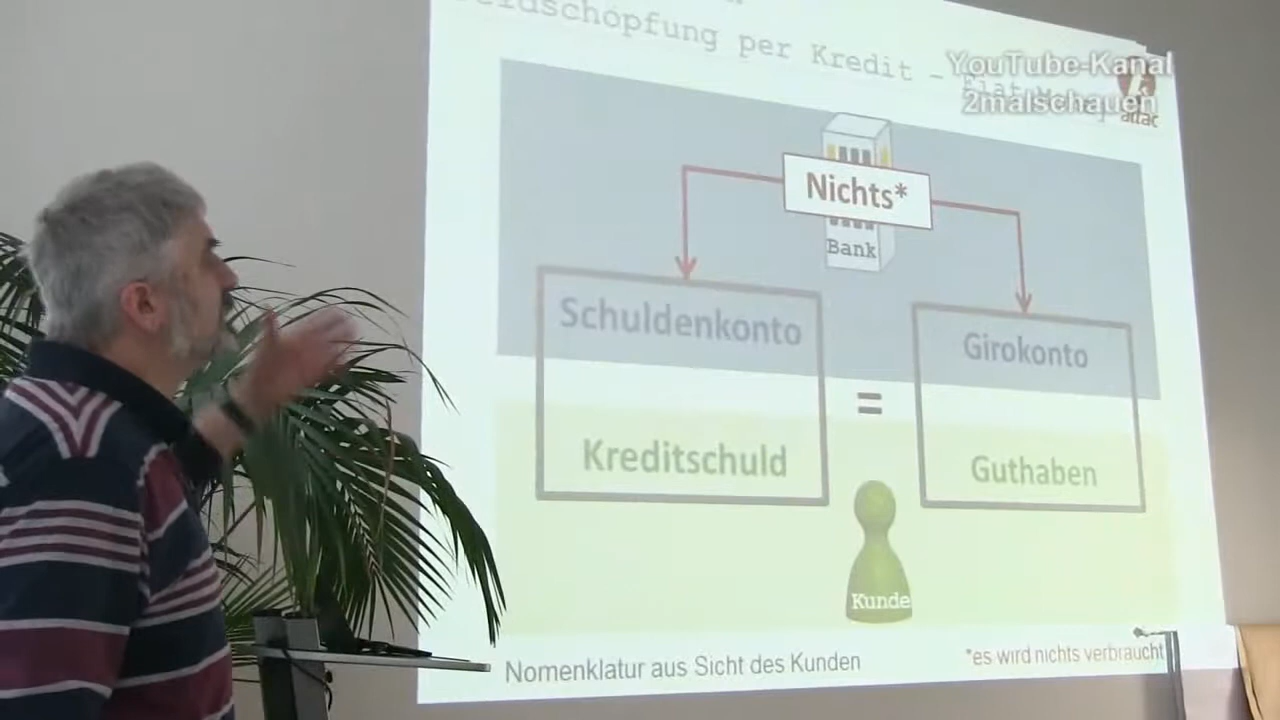 per Kredit –
YouTube-Kanal
2malschauen
attac
Nichts*
Bank
Schuldenkonto
Girokonto
=
Kreditschuld
Guthaben
Kunde
Nomenklatur aus Sicht des Kunden
*es wird nichts verbraucht